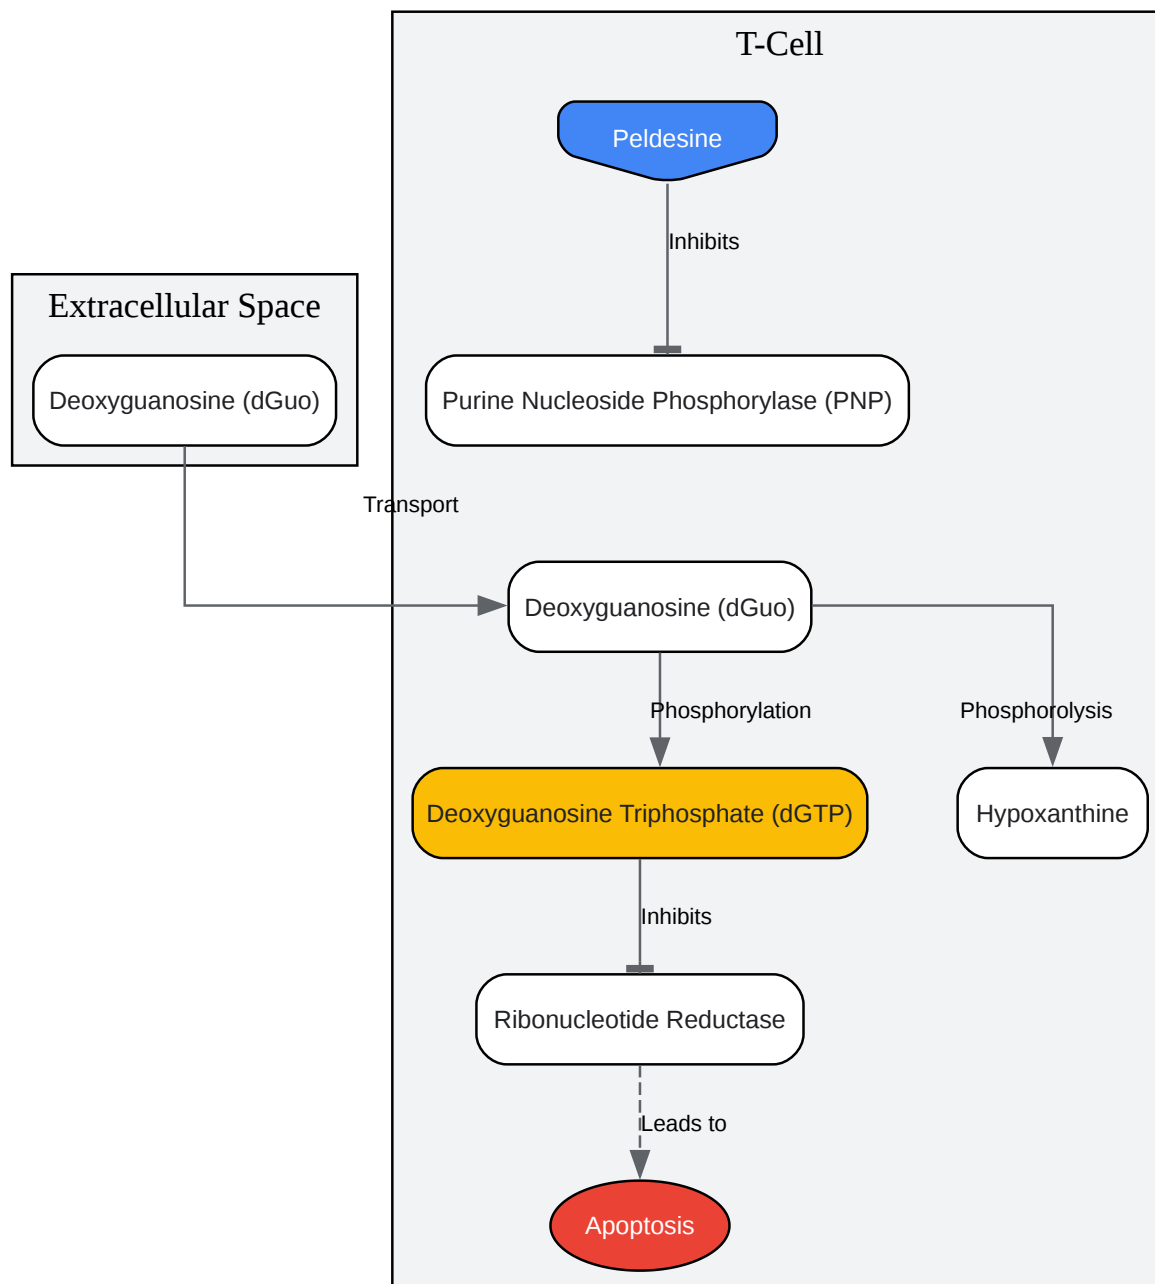 T-Cell
Peldesine
Inhibits
Extracellular Space
Deoxyguanosine (dGuo)
Purine Nucleoside Phosphorylase (PNP)
Transport
Deoxyguanosine (dGuo)
Phosphorylation
Phosphorolysis
Deoxyguanosine Triphosphate (dGTP)
Hypoxanthine
Inhibits
Ribonucleotide Reductase
Leads to
Apoptosis